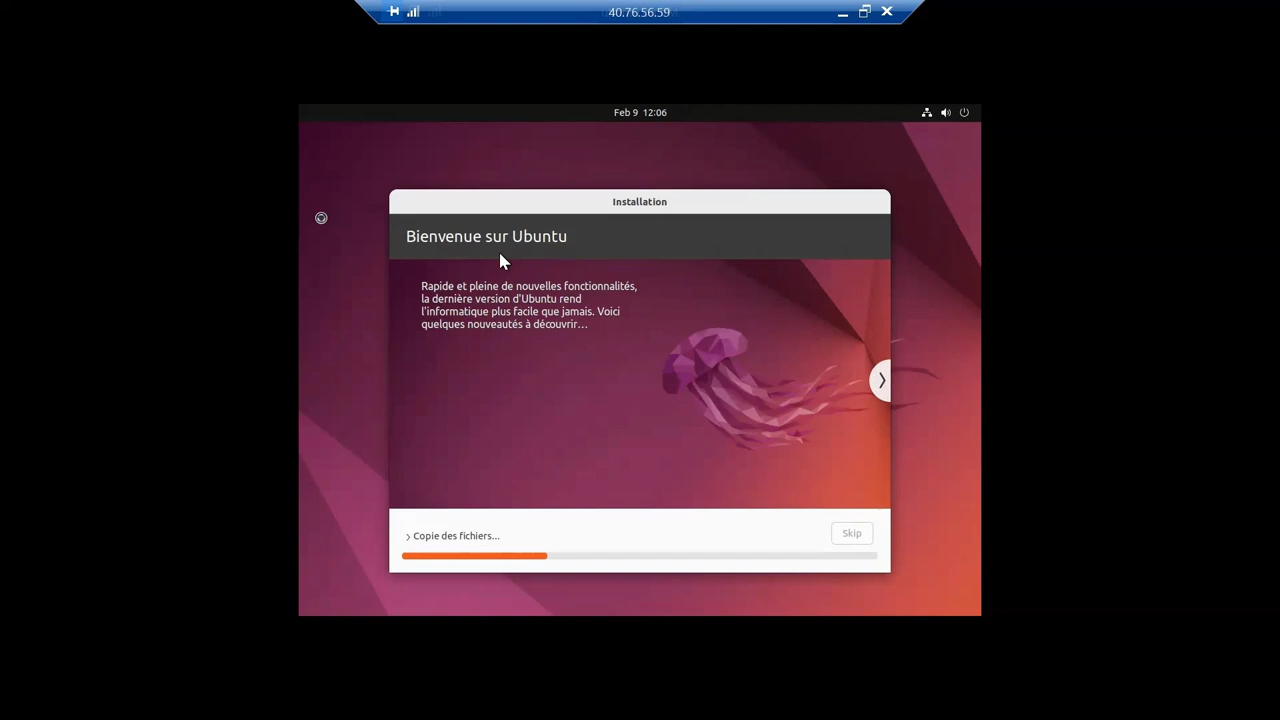 40.76.56.59
Feb 9 12:06
Installation
Bienvenue sur Ubuntu
Rapide et pleine de nouvelles fonctionnalités,
la dernière version d'Ubuntu rend
l'informatique plus facile que jamais. Voici
quelques nouveautés à découvrir...
Copie des fichiers...
Skip